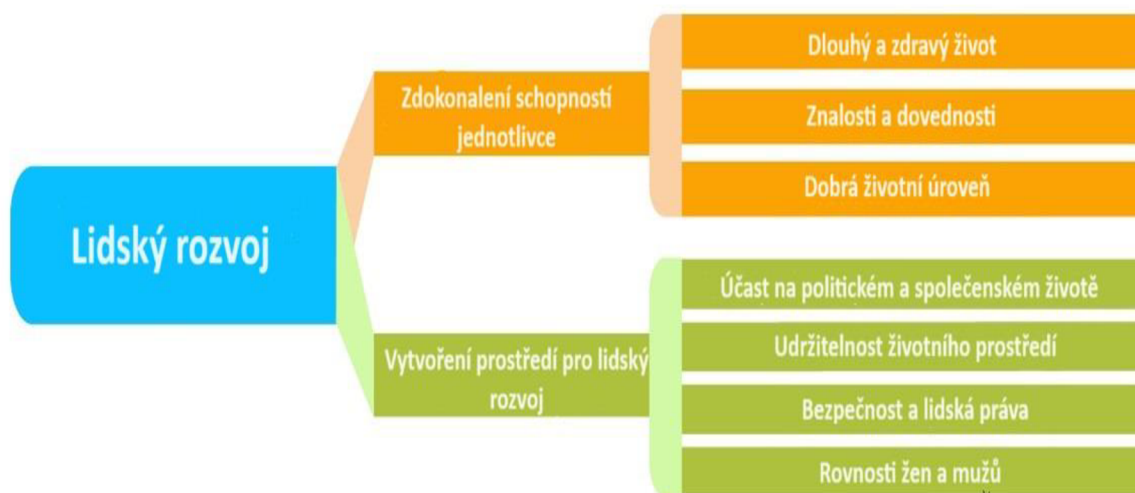 Lidský rozvoj
Zdokonalení schopností
jednotlivce
Dlouhý a zdravý život
Znalosti a dovednosti
Dobrá životní úroveň
Vytvoření prostředí pro lidský
rozvoj
Účast na politickém a společenském životě
Udržitelnost životního prostředí
Bezpečnost a lidská práva
Rovnosti žen a mužů